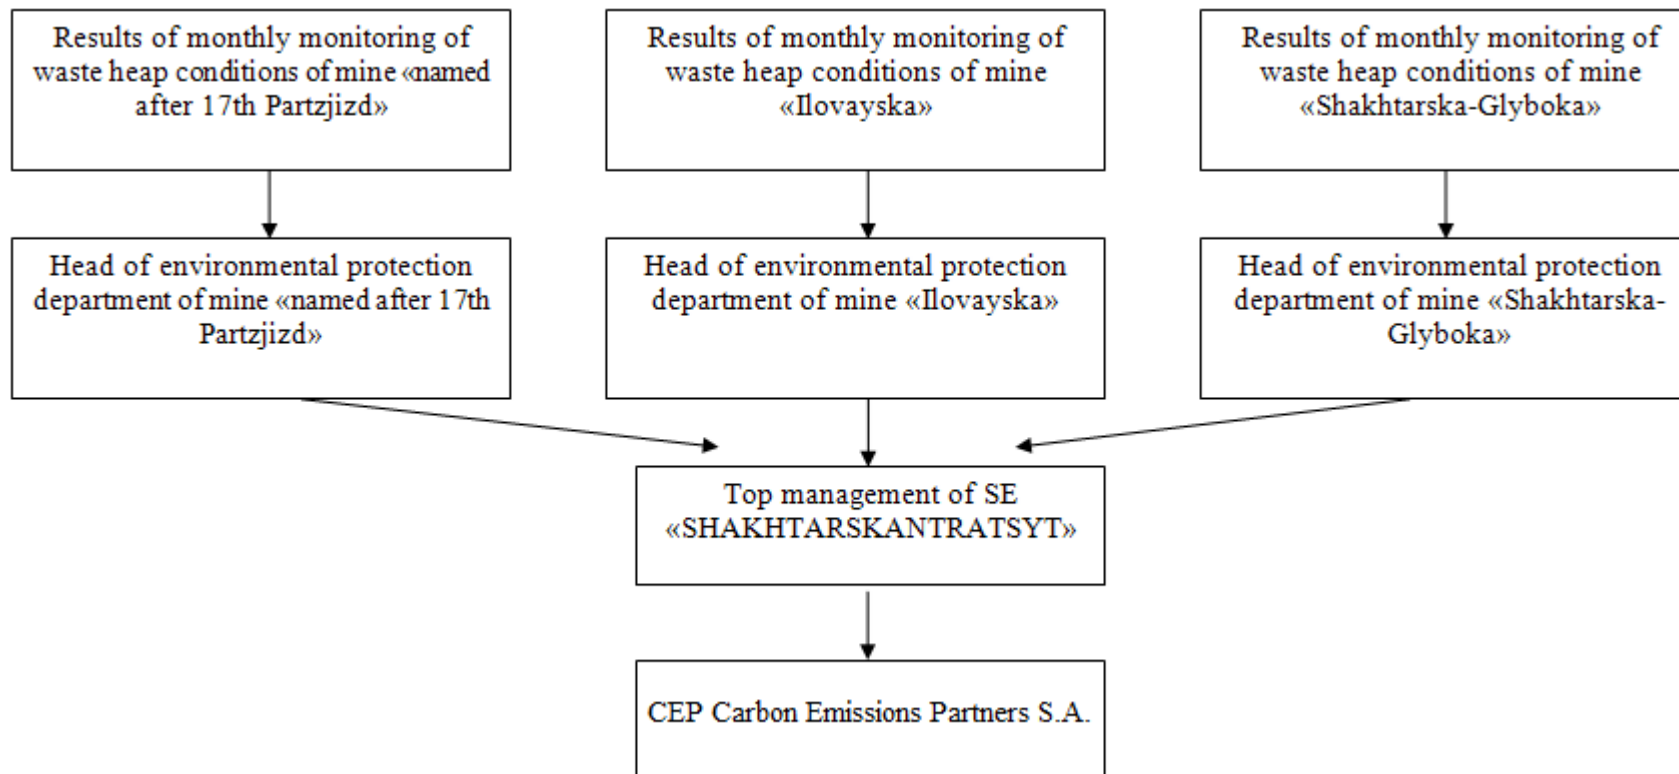 Results of monthly monitoring of
waste heap conditions of mine «named
after 17th Partzjizd»
Results of monthly monitoring of
waste heap conditions of mine
«Ilovayska»
Results of monthly monitoring of
waste heap conditions of mine
«Shakhtarska-Glyboka»
Head of environmental protection
department of mine «named after 17th
Partzjizd»
Head of environmental protection
department of mine «Ilovayska»
Head of environmental protection
department of mine «Shakhtarska-
Glyboka»
Top management of SE
«SHAKHTARSKANTRATSYT»
CEP Carbon Emissions Partners S.A.